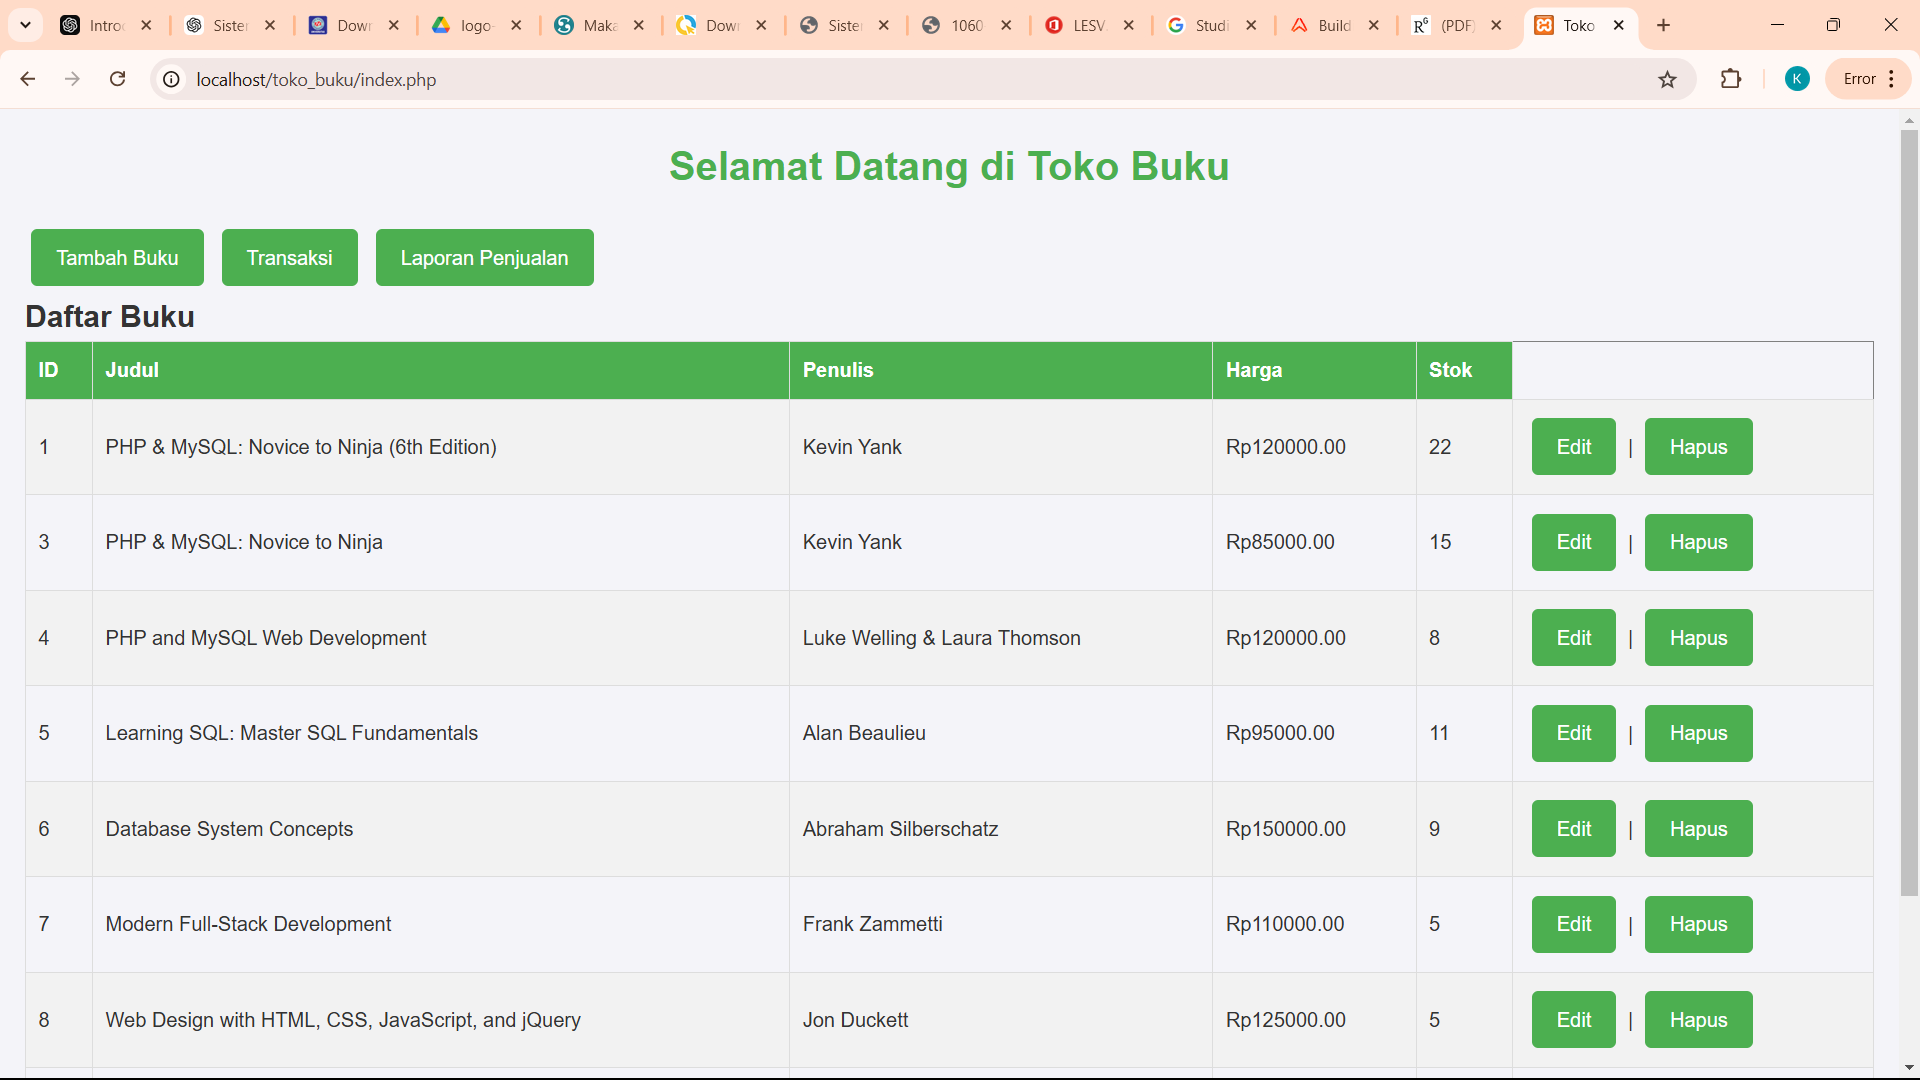 Intro Sister Down logo- Maka Down Sister 1060 LESV Studi Build (PDF) Toko
localhost/toko_buku/index.php K Error
Selamat Datang di Toko Buku
Tambah Buku Transaksi Laporan Penjualan
Daftar Buku
ID Judul Penulis Harga Stok
1 PHP & MySQL: Novice to Ninja (6th Edition) Kevin Yank Rp120000.00 22 Edit | Hapus
3 PHP & MySQL: Novice to Ninja Kevin Yank Rp85000.00 15 Edit | Hapus
4 PHP and MySQL Web Development Luke Welling & Laura Thomson Rp120000.00 8 Edit | Hapus
5 Learning SQL: Master SQL Fundamentals Alan Beaulieu Rp95000.00 11 Edit | Hapus
6 Database System Concepts Abraham Silberschatz Rp150000.00 9 Edit | Hapus
7 Modern Full-Stack Development Frank Zammetti Rp110000.00 5 Edit | Hapus
8 Web Design with HTML, CSS, JavaScript, and jQuery Jon Duckett Rp125000.00 5 Edit | Hapus